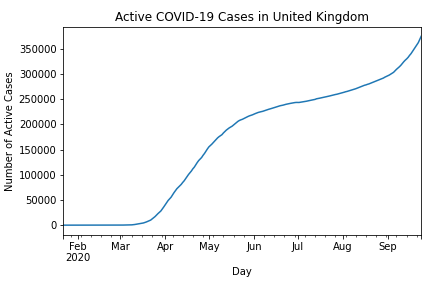 Active COVID-19 Cases in United Kingdom
Number of Active Cases
350000
300000
250000
200000
150000
100000
50000
0
Feb Mar Apr May Jun Jul Aug Sep
2020
Day